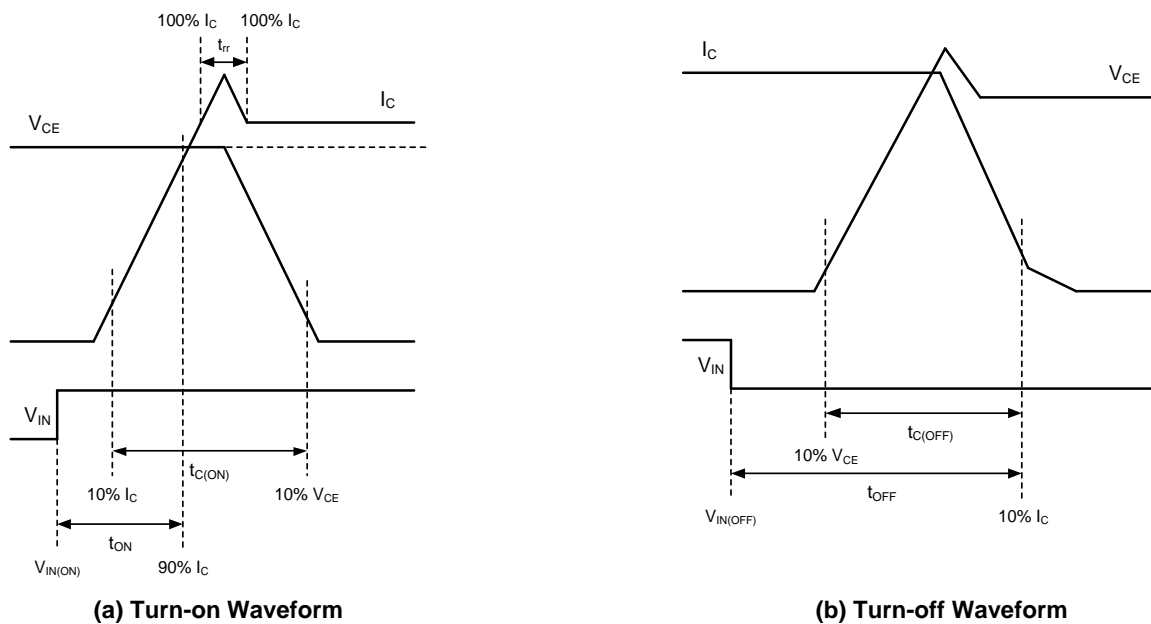 100% I_C 100% I_C
t_rr
I_C
V_CE
V_IN
t_C(ON)
10% I_C 10% V_CE
t_ON
V_IN(ON) 90% I_C
(a) Turn-on Waveform
I_C
V_CE
V_IN
t_C(OFF)
10% V_CE
t_OFF
V_IN(OFF) 10% I_C
(b) Turn-off Waveform